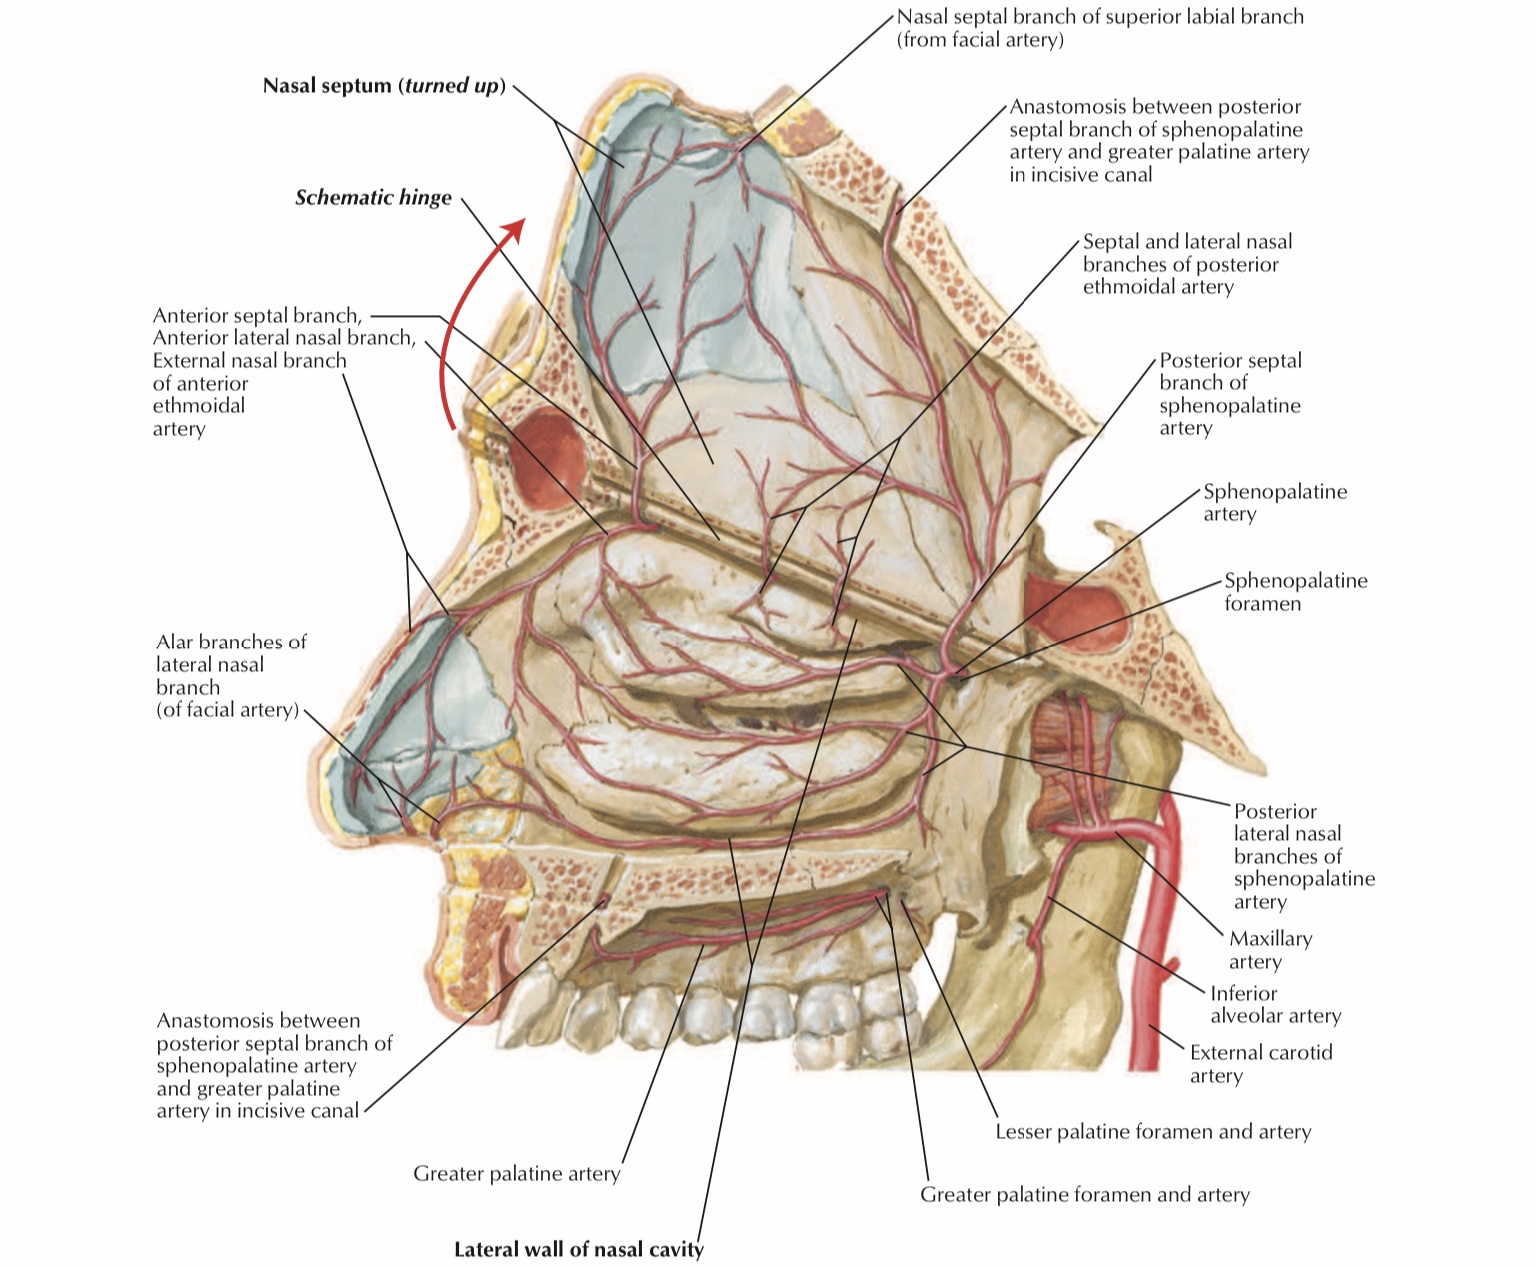 Nasal septal branch of superior labial branch
(from facial artery)
Nasal septum (turned up)
Anastomosis between posterior
septal branch of sphenopalatine
artery and greater palatine artery
in incisive canal
Schematic hinge
Septal and lateral nasal
branches of posterior
ethmoidal artery
Anterior septal branch,
Anterior lateral nasal branch,
External nasal branch
of anterior
ethmoidal
artery
Posterior septal
branch of
sphenopalatine
artery
Sphenopalatine
artery
Sphenopalatine
foramen
Alar branches of
lateral nasal
branch
(of facial artery)
Posterior
lateral nasal
branches of
sphenopalatine
artery
Maxillary
artery
Inferior
alveolar artery
External carotid
artery
Anastomosis between
posterior septal branch of
sphenopalatine artery
and greater palatine
artery in incisive canal
Lesser palatine foramen and artery
Greater palatine artery
Greater palatine foramen and artery
Lateral wall of nasal cavity